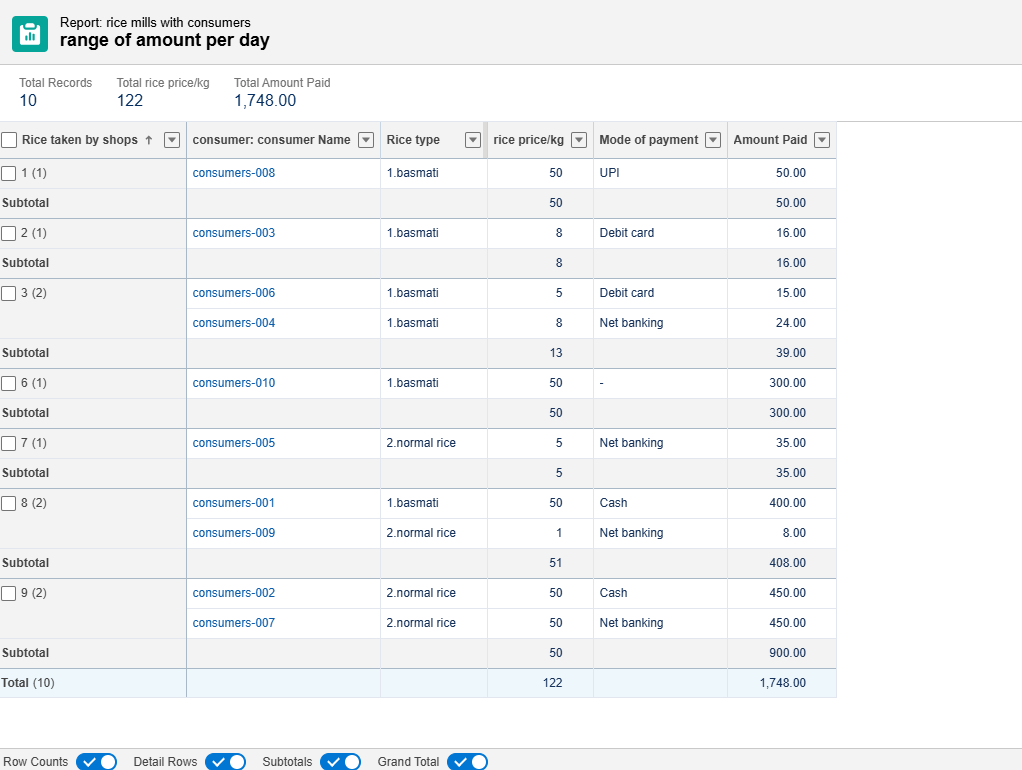 Report: rice mills with consumers
range of amount per day
Total Records Total rice price/kg Total Amount Paid
10 122 1,748.00
Rice taken by shops ↑ consumer: consumer Name Rice type rice price/kg Mode of payment Amount Paid
1 (1) consumers-008 1.basmati 50 UPI 50.00
Subtotal 50 50.00
2 (1) consumers-003 1.basmati 8 Debit card 16.00
Subtotal 8 16.00
3 (2) consumers-006 1.basmati 5 Debit card 15.00
consumers-004 1.basmati 8 Net banking 24.00
Subtotal 13 39.00
6 (1) consumers-010 1.basmati 50 - 300.00
Subtotal 50 300.00
7 (1) consumers-005 2.normal rice 5 Net banking 35.00
Subtotal 5 35.00
8 (2) consumers-001 1.basmati 50 Cash 400.00
consumers-009 2.normal rice 1 Net banking 8.00
Subtotal 51 408.00
9 (2) consumers-002 2.normal rice 50 Cash 450.00
consumers-007 2.normal rice 50 Net banking 450.00
Subtotal 50 900.00
Total (10) 122 1,748.00
Row Counts Detail Rows Subtotals Grand Total